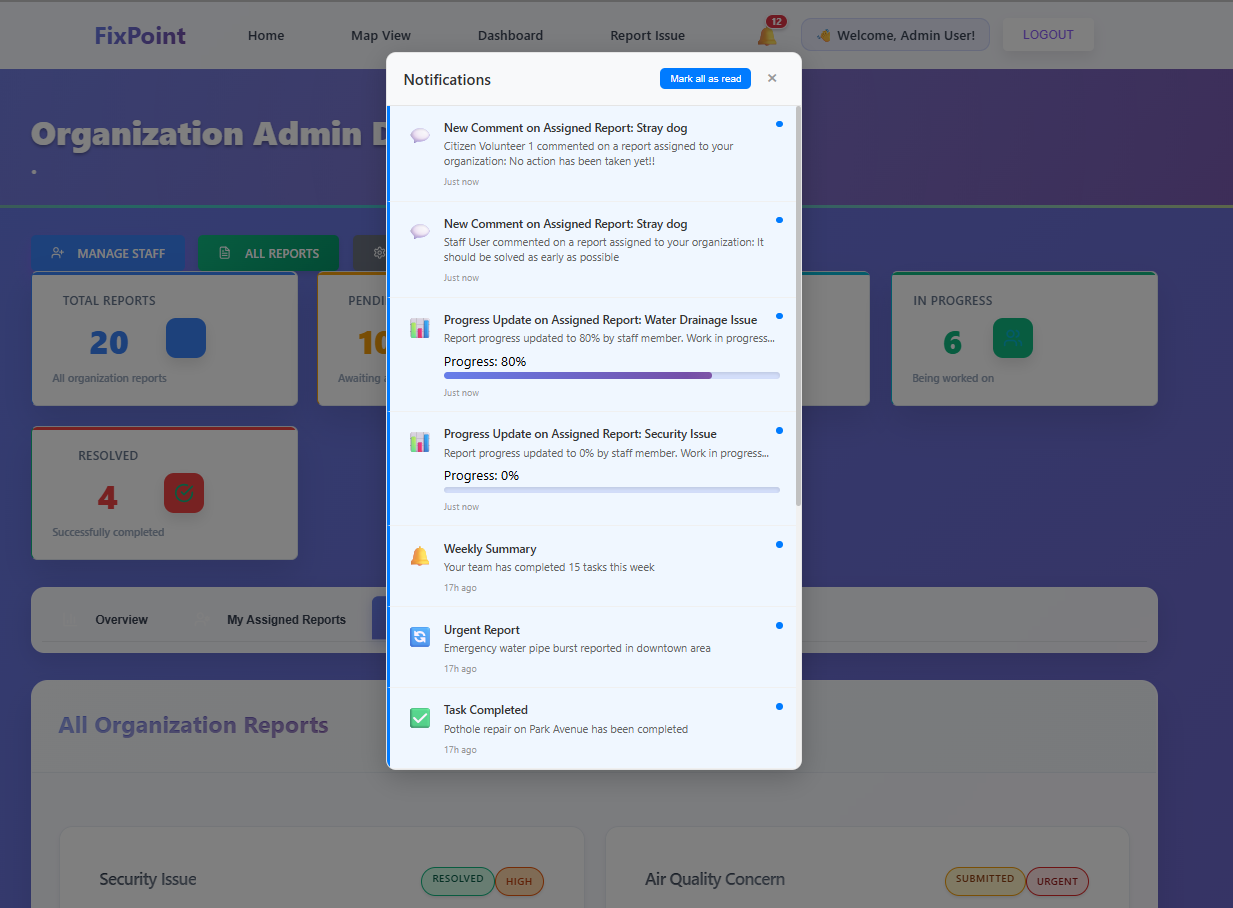 FixPoint
Home
Map View
Dashboard
Report Issue
12
Welcome, Admin User!
LOGOUT
Organization Admin
MANAGE STAFF
ALL REPORTS
TOTAL REPORTS
20
All organization reports
10
Awaiting
IN PROGRESS
6
Being worked on
RESOLVED
4
Successfully completed
Overview
My Assigned Reports
All Organization Reports
Security Issue
RESOLVED
HIGH
Air Quality Concern
SUBMITTED
URGENT
Notifications
Mark all as read
×
New Comment on Assigned Report: Stray dog
Citizen Volunteer 1 commented on a report assigned to your
organization: No action has been taken yet!!
Just now
New Comment on Assigned Report: Stray dog
Staff User commented on a report assigned to your organization: It
should be solved as early as possible
Just now
Progress Update on Assigned Report: Water Drainage Issue
Report progress updated to 80% by staff member. Work in progress...
Progress: 80%
Just now
Progress Update on Assigned Report: Security Issue
Report progress updated to 0% by staff member. Work in progress...
Progress: 0%
Just now
Weekly Summary
Your team has completed 15 tasks this week
17h ago
Urgent Report
Emergency water pipe burst reported in downtown area
17h ago
Task Completed
Pothole repair on Park Avenue has been completed
17h ago